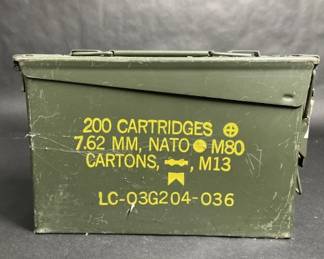 200 CARTRIDGES ⊕
7.62 MM, NATO M80
CARTONS, , M13
LC-03G204-036